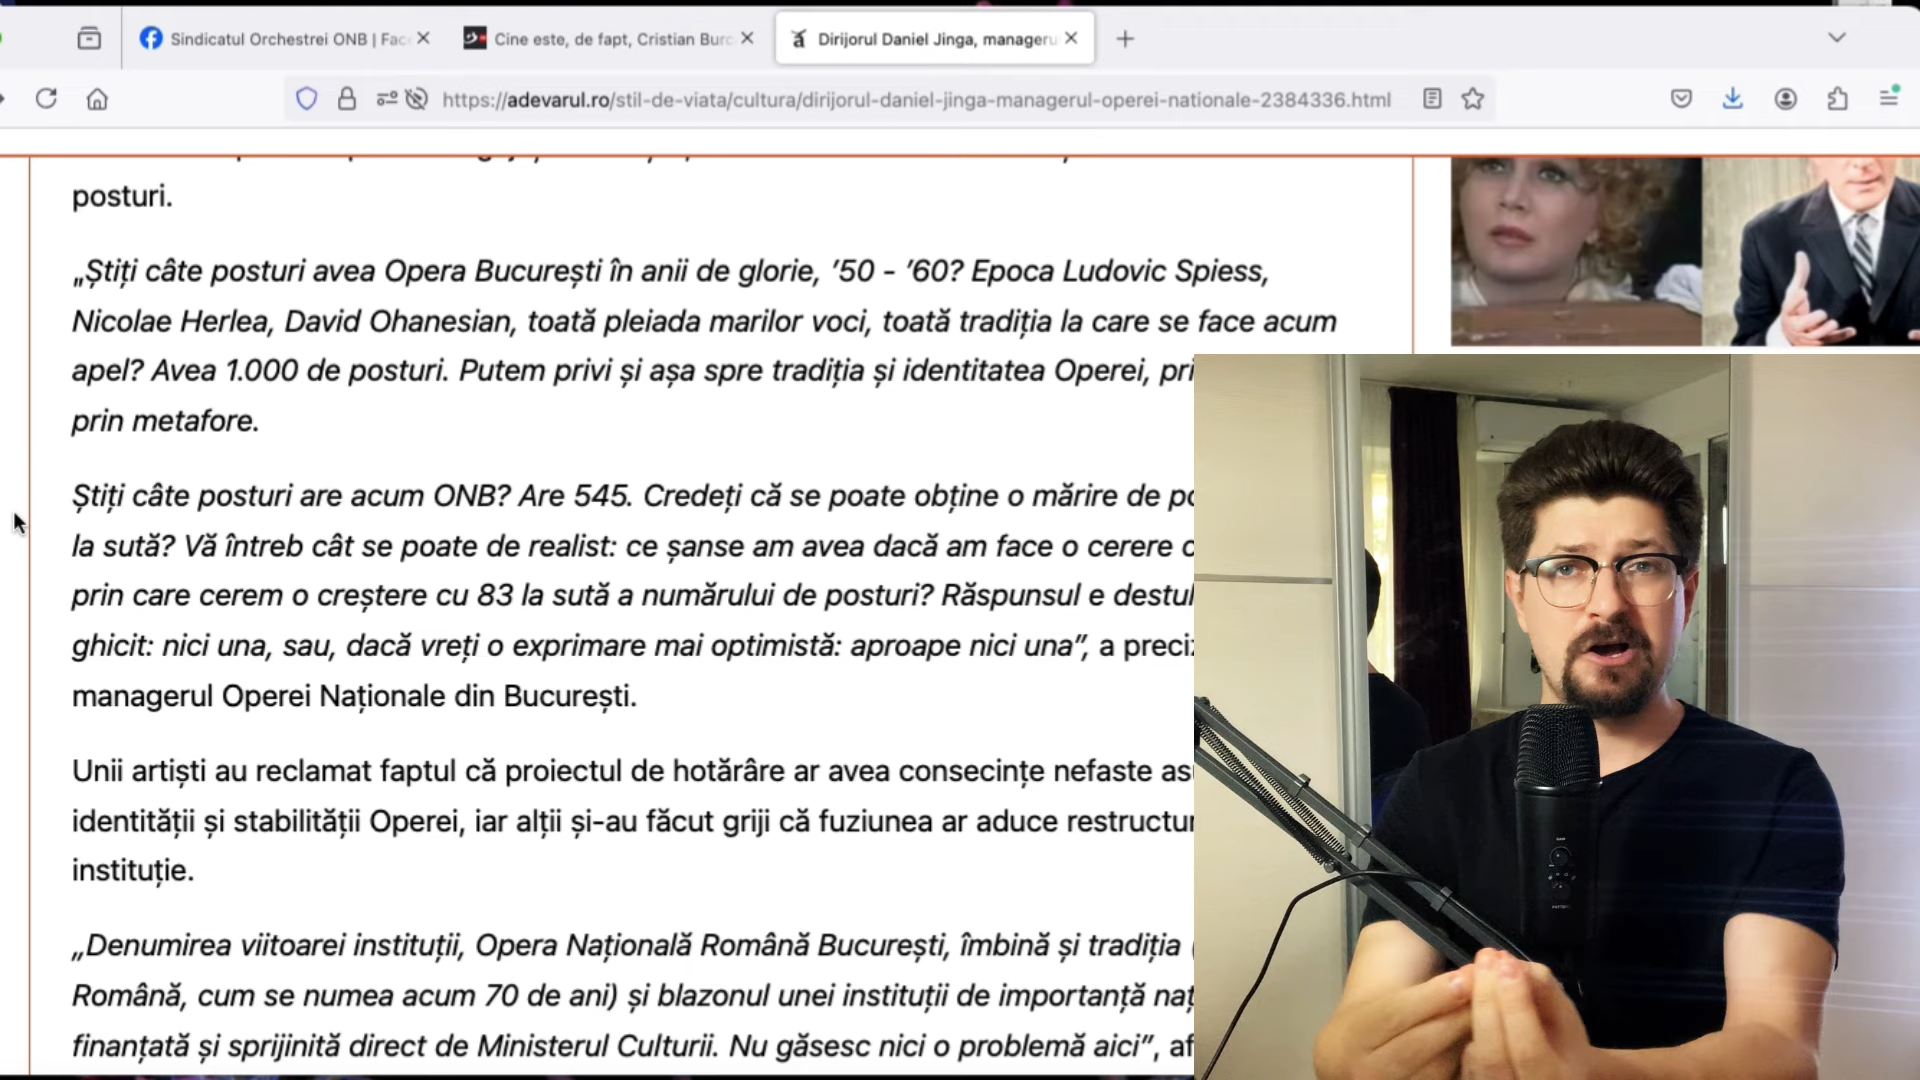 Sindicatul Orchestrei ONB | Fac
Cine este, de fapt, Cristian Burc
Dirijorul Daniel Jinga, manageru
https://adevarul.ro/stil-de-viata/cultura/dirijorul-daniel-jinga-managerul-operei-nationale-2384336.html
posturi.
„Știți câte posturi avea Opera București în anii de glorie, ’50 - ’60? Epoca Ludovic Spiess,
Nicolae Herlea, David Ohanesian, toată pleiada marilor voci, toată tradiția la care se face acum
apel? Avea 1.000 de posturi. Putem privi și așa spre tradiția și identitatea Operei, pri
prin metafore.
Știți câte posturi are acum ONB? Are 545. Credeți că se poate obține o mărire de po
la sută? Vă întreb cât se poate de realist: ce șanse am avea dacă am face o cerere c
prin care cerem o creștere cu 83 la sută a numărului de posturi? Răspunsul e destul
ghicit: nici una, sau, dacă vreți o exprimare mai optimistă: aproape nici una”, a preciz
managerul Operei Naționale din București.
Unii artiști au reclamat faptul că proiectul de hotărâre ar avea consecințe nefaste as
identității și stabilității Operei, iar alții și-au făcut griji că fuziunea ar aduce restructur
instituție.
„Denumirea viitoarei instituții, Opera Națională Română București, îmbină și tradiția (
Română, cum se numea acum 70 de ani) și blazonul unei instituții de importanță naț
finanțată și sprijinită direct de Ministerul Culturii. Nu găsesc nici o problemă aici”, af